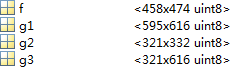 f <458x474 uint8>
g1 <595x616 uint8>
g2 <321x332 uint8>
g3 <321x616 uint8>